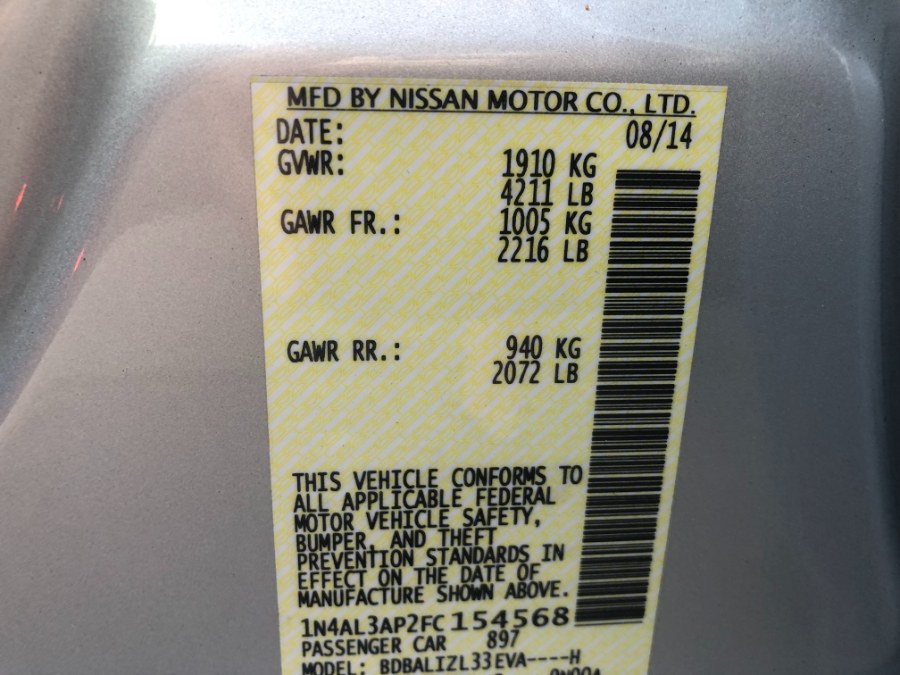 MFD BY NISSAN MOTOR CO., LTD.
DATE: 08/14
GVWR: 1910 KG
4211 LB
GAWR FR.: 1005 KG
2216 LB
GAWR RR.: 940 KG
2072 LB
THIS VEHICLE CONFORMS TO
ALL APPLICABLE FEDERAL
MOTOR VEHICLE SAFETY,
BUMPER, AND THEFT
PREVENTION STANDARDS IN
EFFECT ON THE DATE OF
MANUFACTURE SHOWN ABOVE.
1N4AL3AP2FC154568
PASSENGER CAR 897
MODEL: BDBALIZL33EVA----H